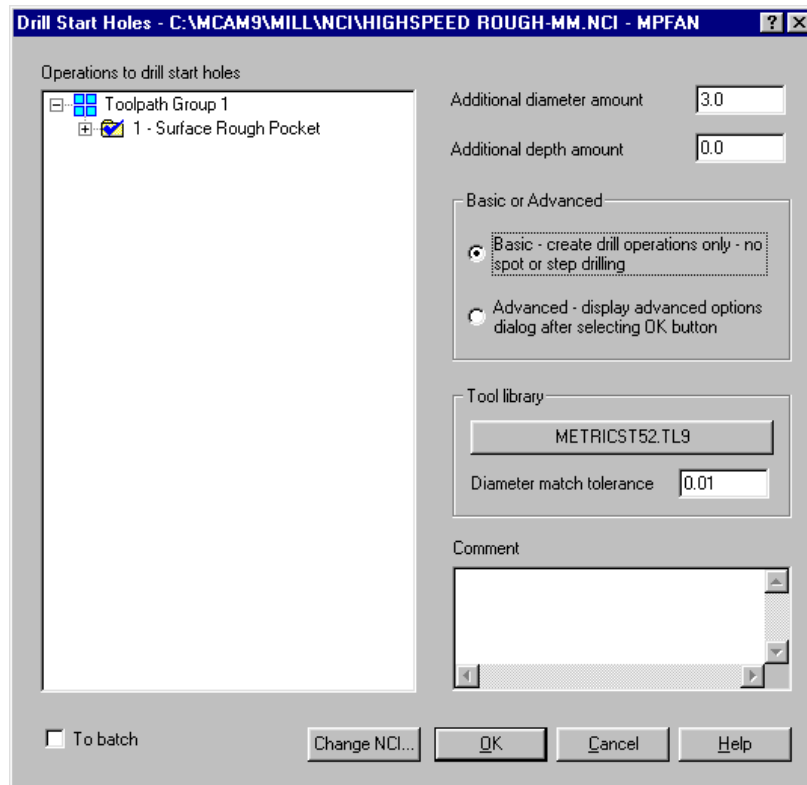 Drill Start Holes - C:\MCAM9\MILL\NCI\HIGHSPEED ROUGH-MM.NCI - MPFAN
Operations to drill start holes
Toolpath Group 1
1 - Surface Rough Pocket
Additional diameter amount 3.0
Additional depth amount 0.0
Basic or Advanced
Basic - create drill operations only - no
spot or step drilling
Advanced - display advanced options
dialog after selecting OK button
Tool library
METRICST52.TL9
Diameter match tolerance 0.01
Comment
To batch
Change NCI... OK Cancel Help